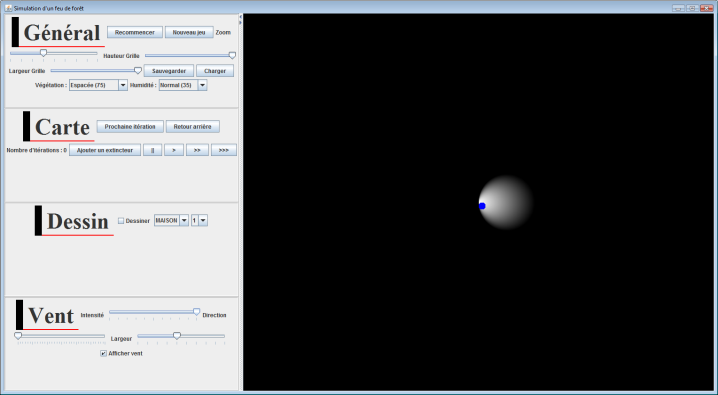 Simulation d'un feu de forêt
Général Recommencer Nouveau jeu Zoom
Hauteur Grille
Largeur Grille Sauvegarder Charger
Végétation : Espacée (75) Humidité : Normal (35)
Carte Prochaine itération Retour arrière
Nombre d'itérations : 0 Ajouter un extincteur || > >> >>>
Dessin Dessiner MAISON 1
Vent Intensité Direction
Largeur
Afficher vent